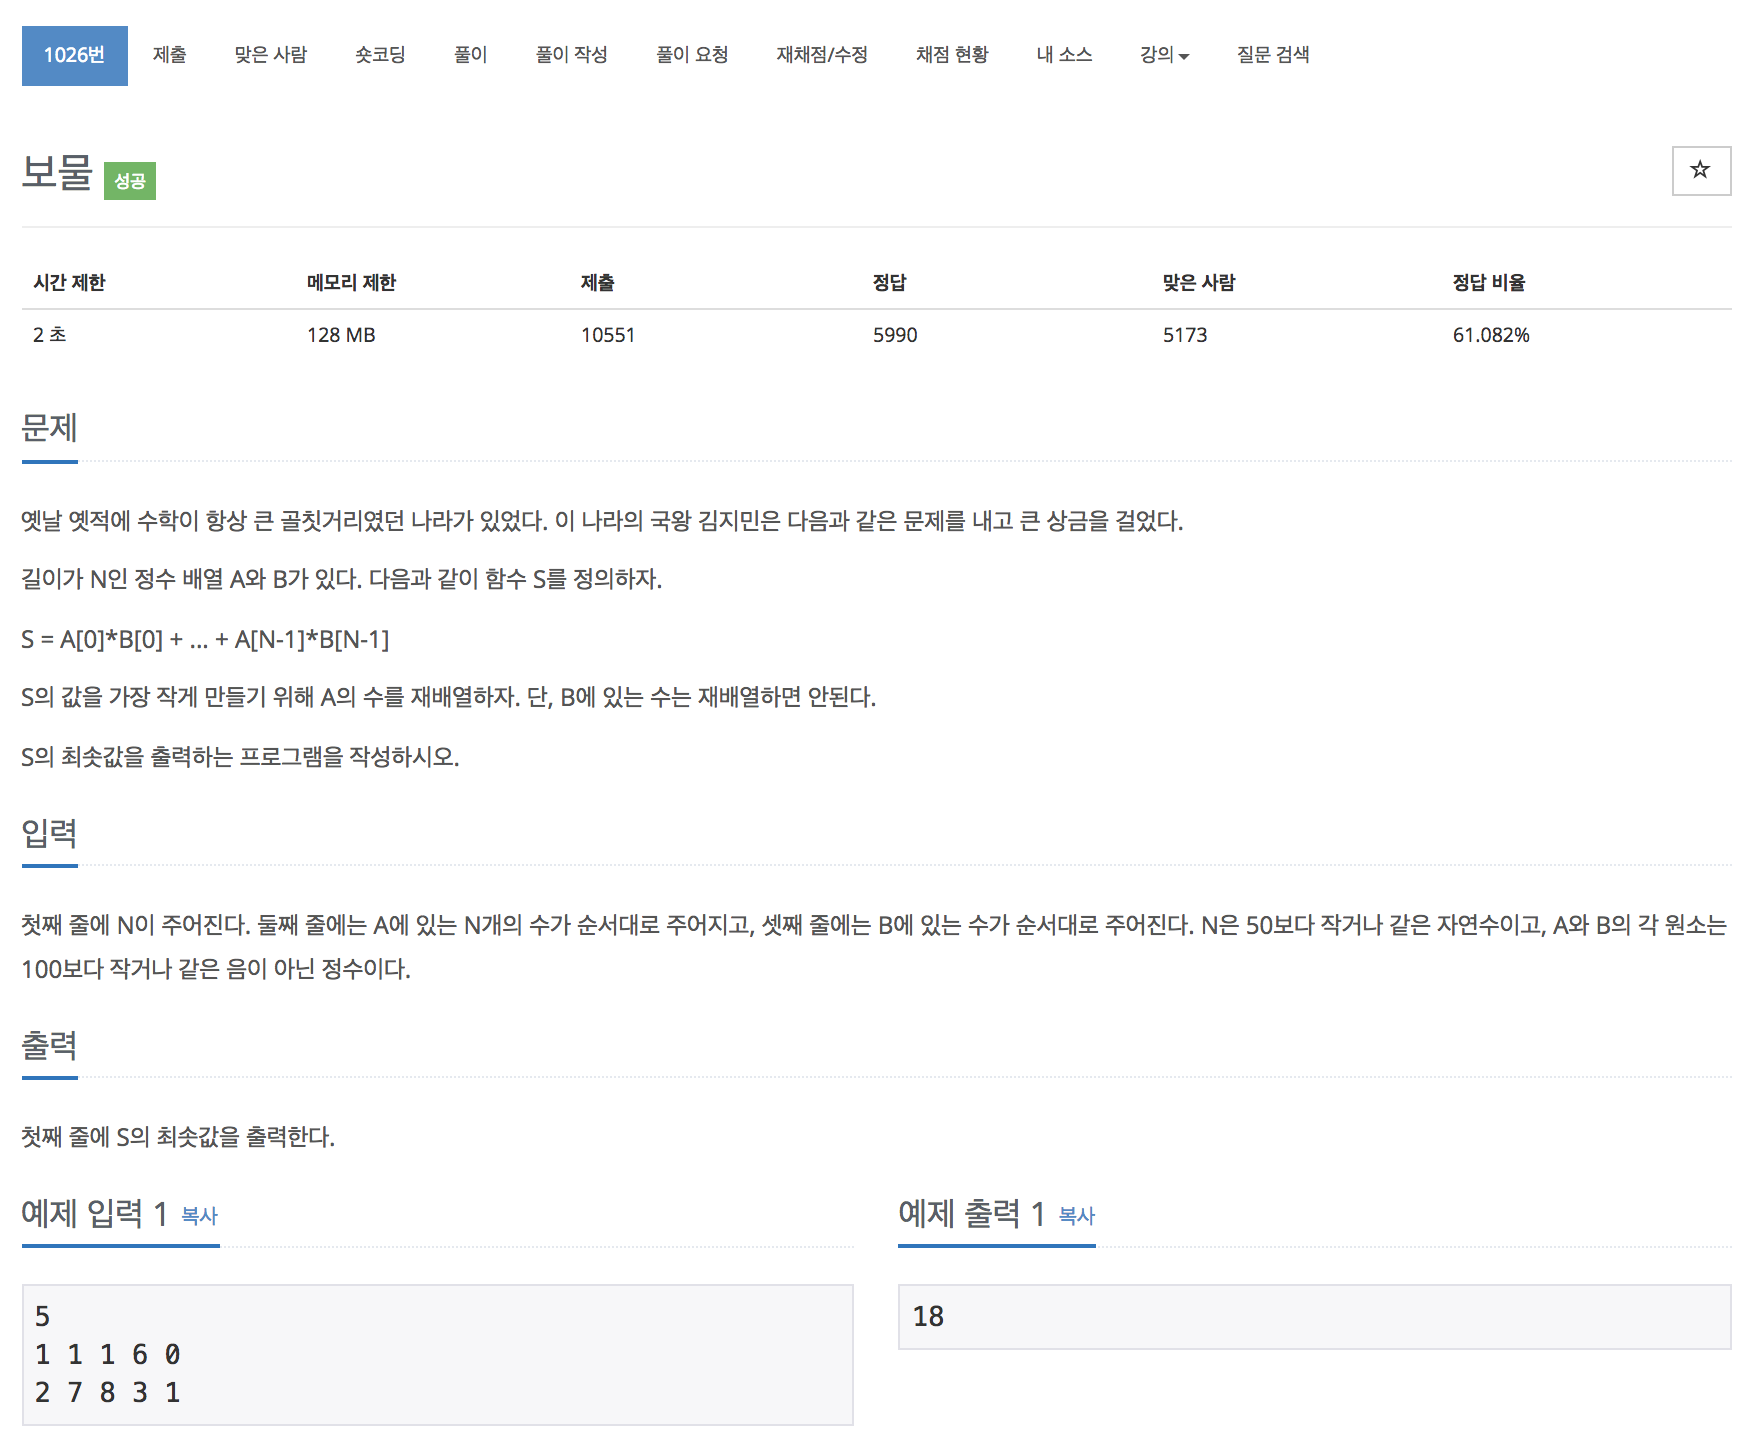 1026번 제출 맞은 사람 숏코딩 풀이 풀이 작성 풀이 요청 재채점/수정 채점 현황 내 소스 강의 질문 검색
보물 성공
시간 제한 메모리 제한 제출 정답 맞은 사람 정답 비율
2 초 128 MB 10551 5990 5173 61.082%
문제
옛날 옛적에 수학이 항상 큰 골칫거리였던 나라가 있었다. 이 나라의 국왕 김지민은 다음과 같은 문제를 내고 큰 상금을 걸었다.
길이가 N인 정수 배열 A와 B가 있다. 다음과 같이 함수 S를 정의하자.
S = A[0]*B[0] + ... + A[N-1]*B[N-1]
S의 값을 가장 작게 만들기 위해 A의 수를 재배열하자. 단, B에 있는 수는 재배열하면 안된다.
S의 최솟값을 출력하는 프로그램을 작성하시오.
입력
첫째 줄에 N이 주어진다. 둘째 줄에는 A에 있는 N개의 수가 순서대로 주어지고, 셋째 줄에는 B에 있는 수가 순서대로 주어진다. N은 50보다 작거나 같은 자연수이고, A와 B의 각 원소는
100보다 작거나 같은 음이 아닌 정수이다.
출력
첫째 줄에 S의 최솟값을 출력한다.
예제 입력 1 복사
5
1 1 1 6 0
2 7 8 3 1
예제 출력 1 복사
18